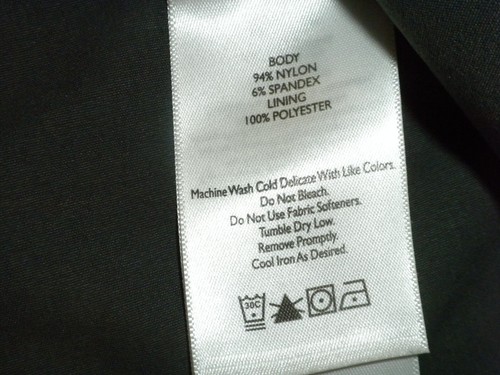 BODY
94% NYLON
6% SPANDEX
LINING
100% POLYESTER
Machine Wash Cold Delicate With Like Colors.
Do Not Bleach.
Do Not Use Fabric Softeners.
Tumble Dry Low.
Remove Promptly.
Cool Iron As Desired.
30C